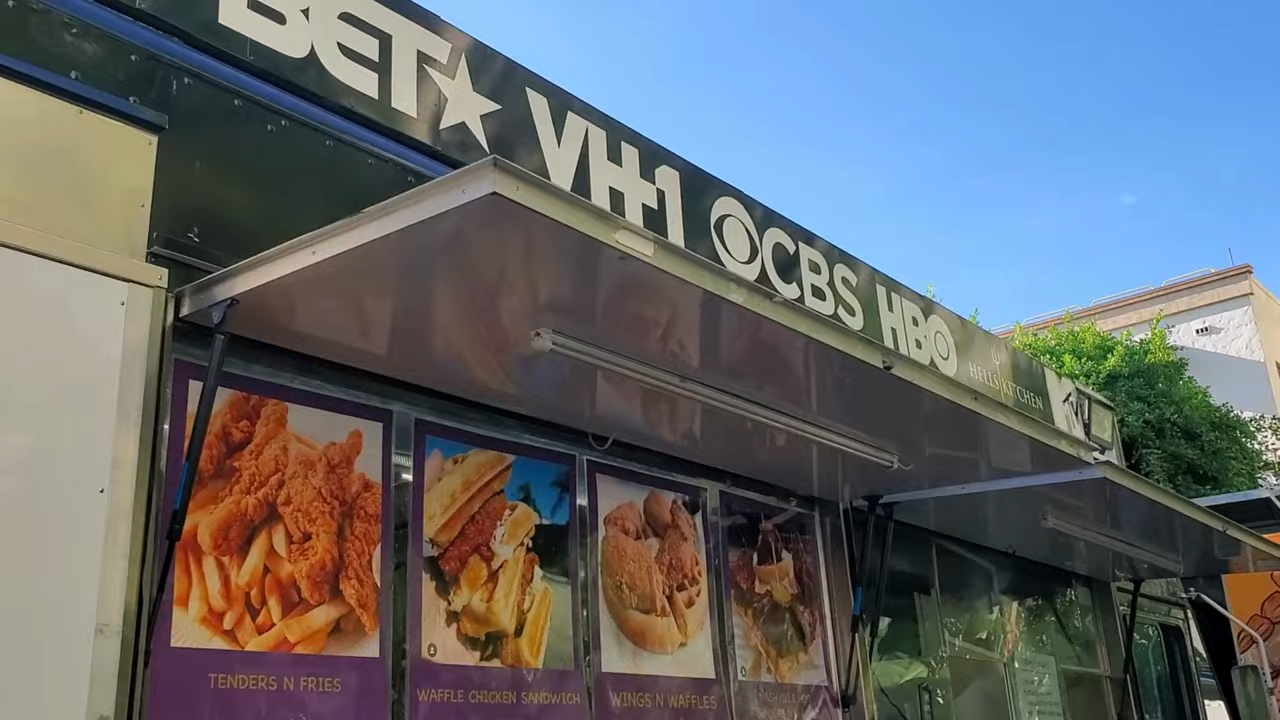 BET
VH1
CBS
HBO
HELL'S KITCHEN
TENDERS N FRIES
WAFFLE CHICKEN SANDWICH
WINGS N WAFFLES